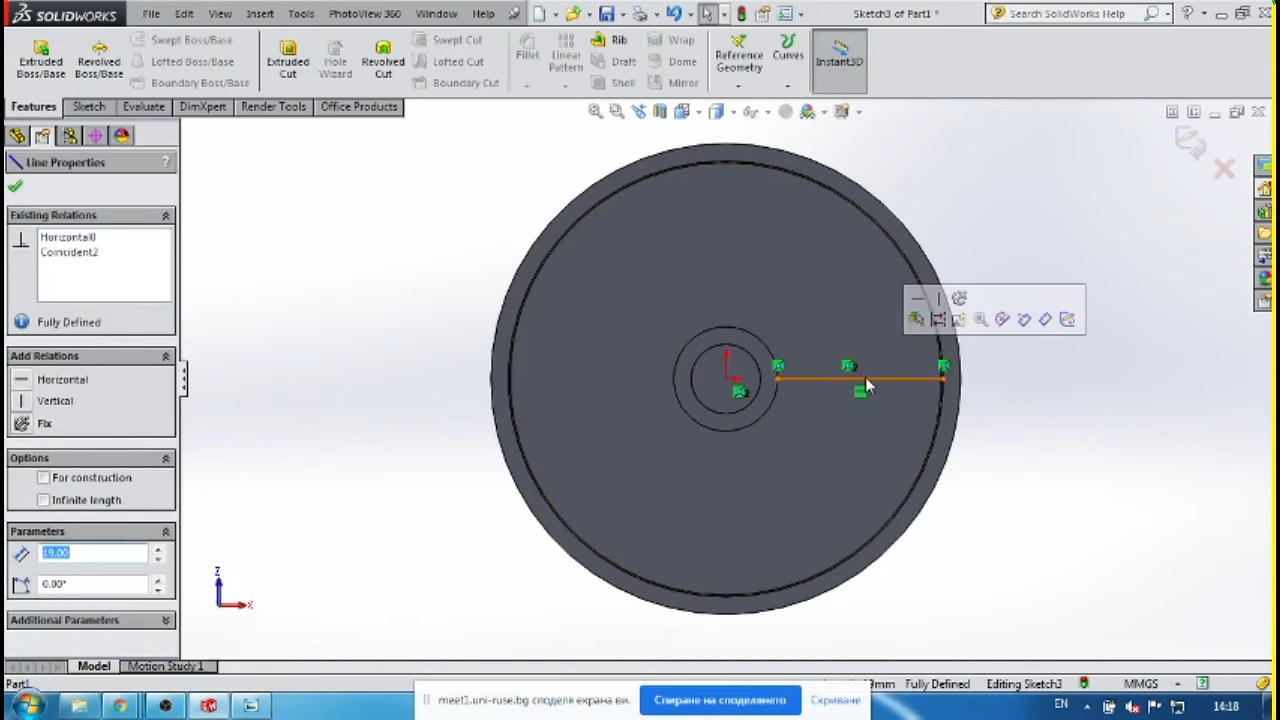 SOLIDWORKS File Edit View Insert Tools PhotoView 360 Window Help Sketch3 of Part1 * Search SolidWorks Help
Extruded Boss/Base
Revolved Boss/Base
Swept Boss/Base
Lofted Boss/Base
Boundary Boss/Base
Extruded Cut
Hole Wizard
Revolved Cut
Swept Cut
Lofted Cut
Boundary Cut
Fillet
Linear Pattern
Rib
Draft
Shell
Wrap
Dome
Mirror
Reference Geometry
Curves
Instant3D
Features Sketch Evaluate DimXpert Render Tools Office Products
Line Properties ?
Existing Relations
Horizontal0
Coincident2
Fully Defined
Add Relations
Horizontal
Vertical
Fix
Options
For construction
Infinite length
Parameters
19.00
0.00°
Additional Parameters
Z
X
Model Motion Study 1
Part1 Fully Defined Editing Sketch3 MMGS
meet1.uni-ruse.bg споделя екрана ви. Спиране на споделянето Скриване
EN 14:18